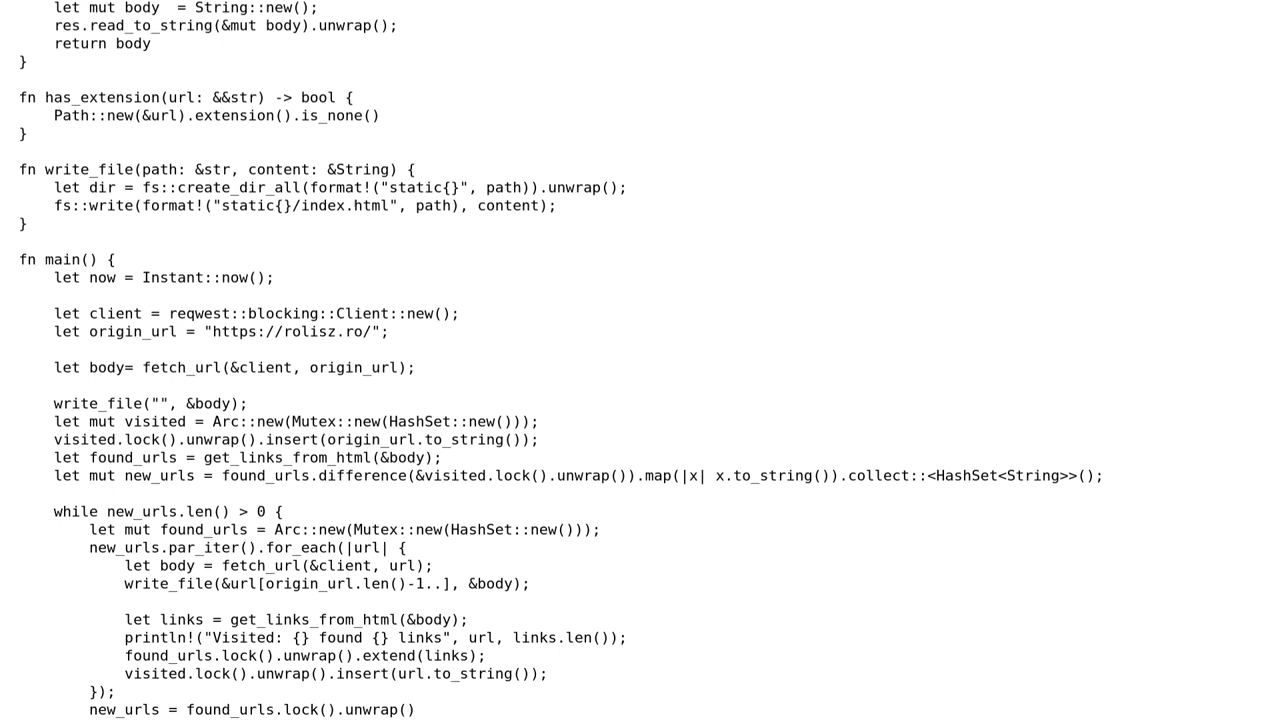 let mut body  = String::new();
res.read_to_string(&mut body).unwrap();
return body
}
fn has_extension(url: &&str) -> bool {
Path::new(&url).extension().is_none()
}
fn write_file(path: &str, content: &String) {
let dir = fs::create_dir_all(format!("static{}", path)).unwrap();
fs::write(format!("static{}/index.html", path), content);
}
fn main() {
let now = Instant::now();
let client = reqwest::blocking::Client::new();
let origin_url = "https://rolisz.ro/";
let body= fetch_url(&client, origin_url);
write_file("", &body);
let mut visited = Arc::new(Mutex::new(HashSet::new()));
visited.lock().unwrap().insert(origin_url.to_string());
let found_urls = get_links_from_html(&body);
let mut new_urls = found_urls.difference(&visited.lock().unwrap()).map(|x| x.to_string()).collect::<HashSet<String>>();
while new_urls.len() > 0 {
let mut found_urls = Arc::new(Mutex::new(HashSet::new()));
new_urls.par_iter().for_each(|url| {
let body = fetch_url(&client, url);
write_file(&url[origin_url.len()-1..], &body);
let links = get_links_from_html(&body);
println!("Visited: {} found {} links", url, links.len());
found_urls.lock().unwrap().extend(links);
visited.lock().unwrap().insert(url.to_string());
});
new_urls = found_urls.lock().unwrap()